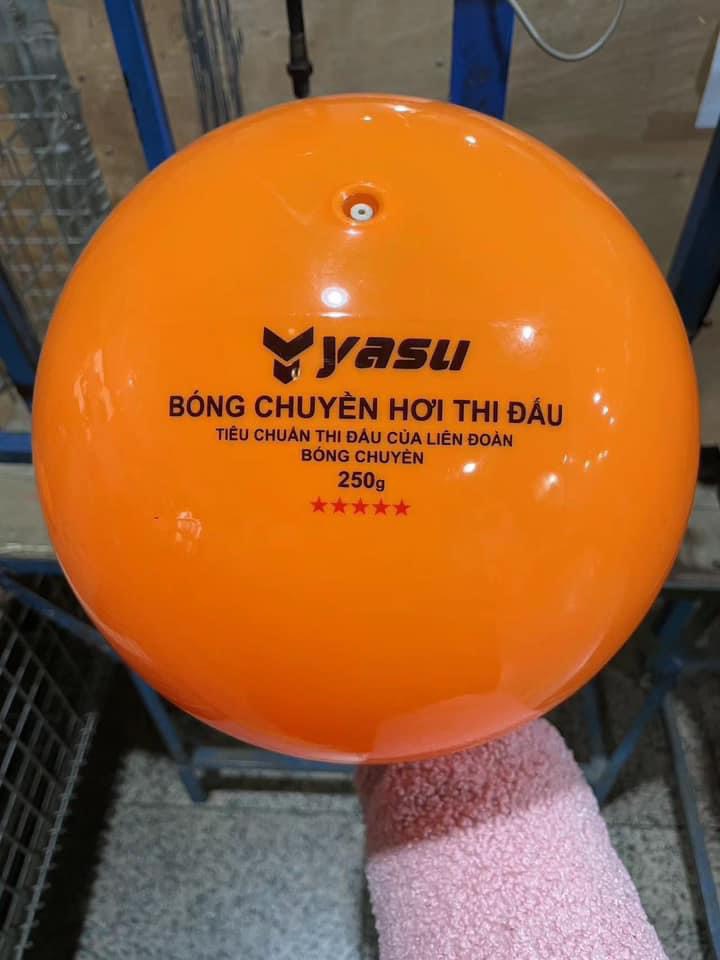 yasu
BÓNG CHUYỀN HƠI THI ĐẤU
TIÊU CHUẨN THI ĐẤU CỦA LIÊN ĐOÀN
BÓNG CHUYỀN
250g